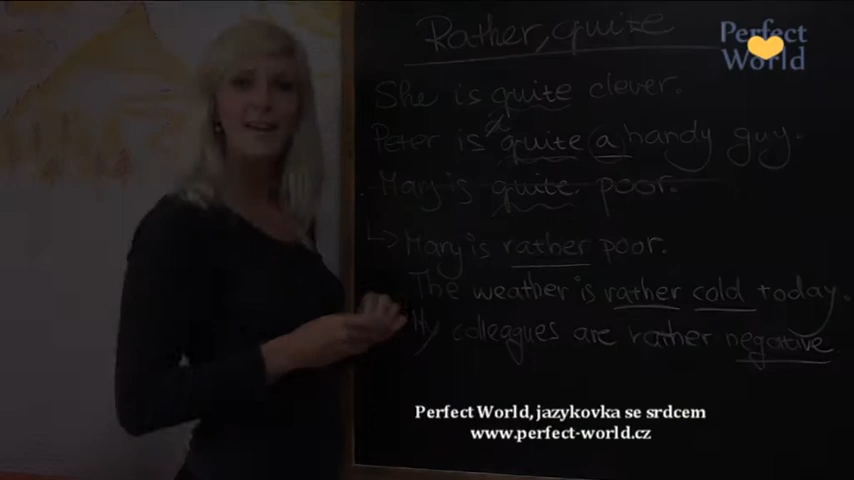 Rather, quite
Perfect
World
She is quite clever.
Peter is quite a handy guy.
Mary is quite poor.
↳ Mary is rather poor.
The weather is rather cold today.
My colleagues are rather negative
Perfect World, jazykovka se srdcem
www.perfect-world.cz